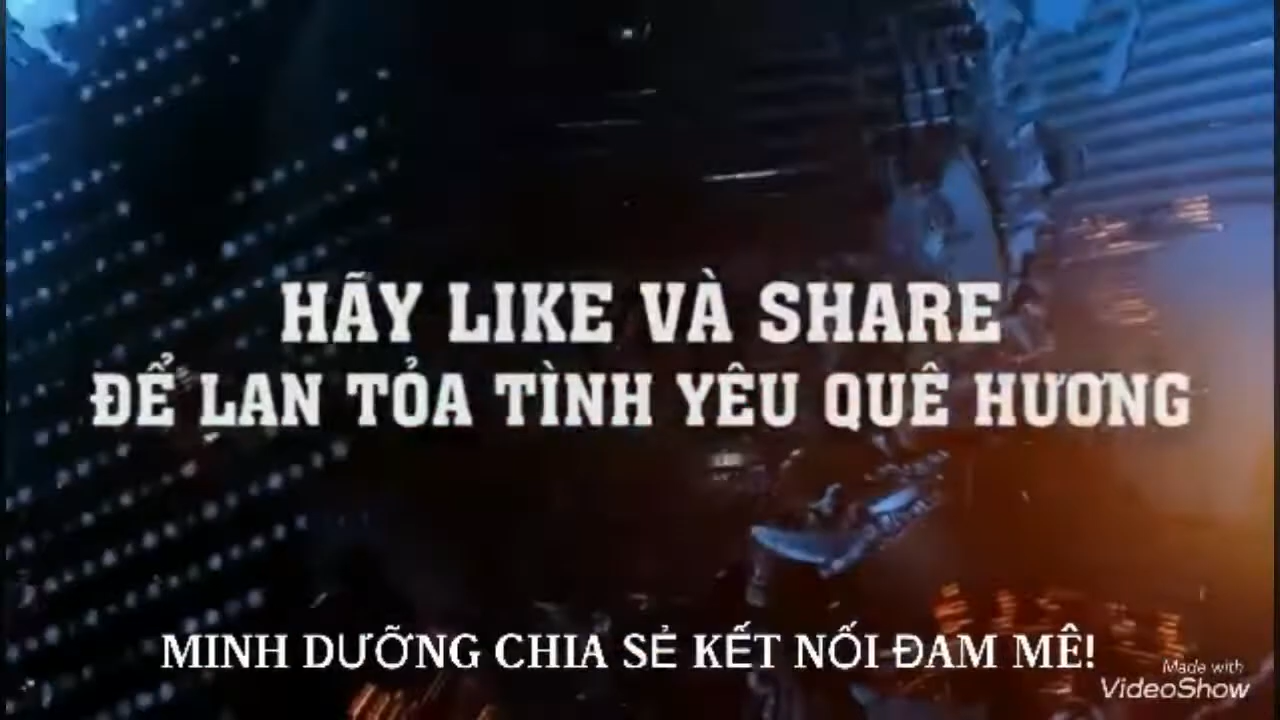 HÃY LIKE VÀ SHARE
ĐỂ LAN TỎA TÌNH YÊU QUÊ HƯƠNG
MINH DƯỠNG CHIA SẺ KẾT NỐI ĐAM MÊ!
Made with
VideoShow